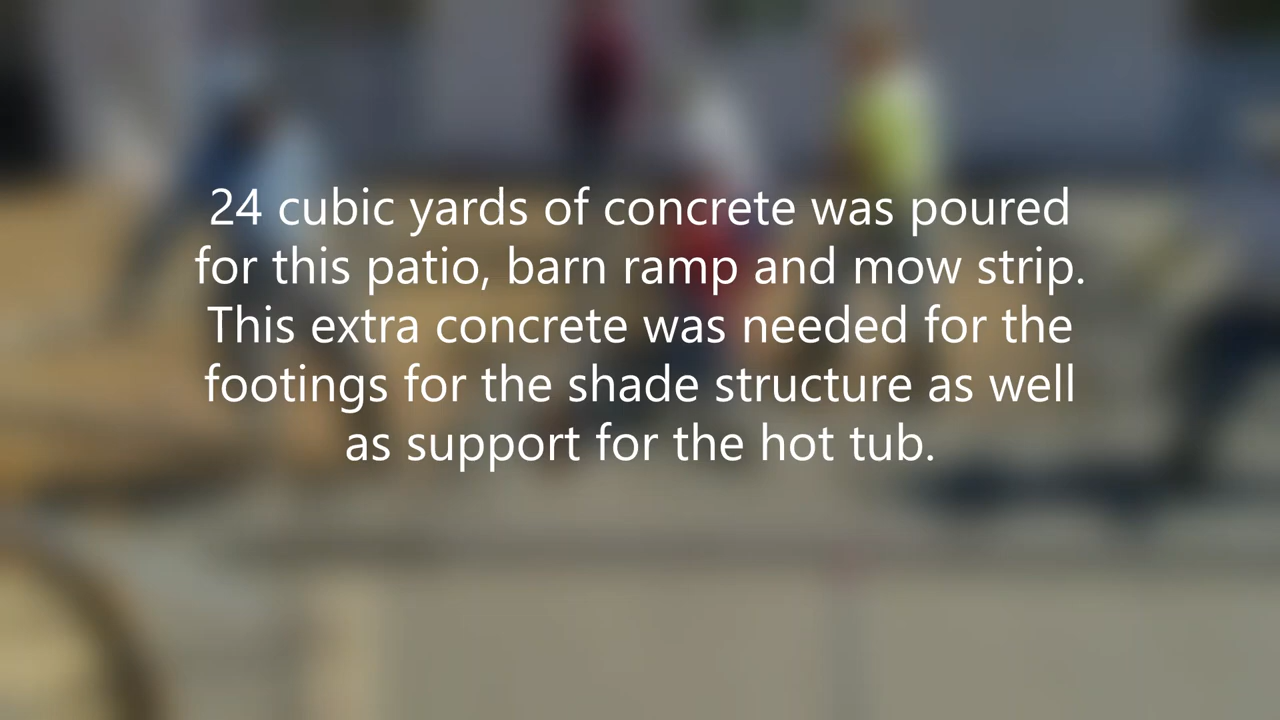 24 cubic yards of concrete was poured
for this patio, barn ramp and mow strip.
This extra concrete was needed for the
footings for the shade structure as well
as support for the hot tub.